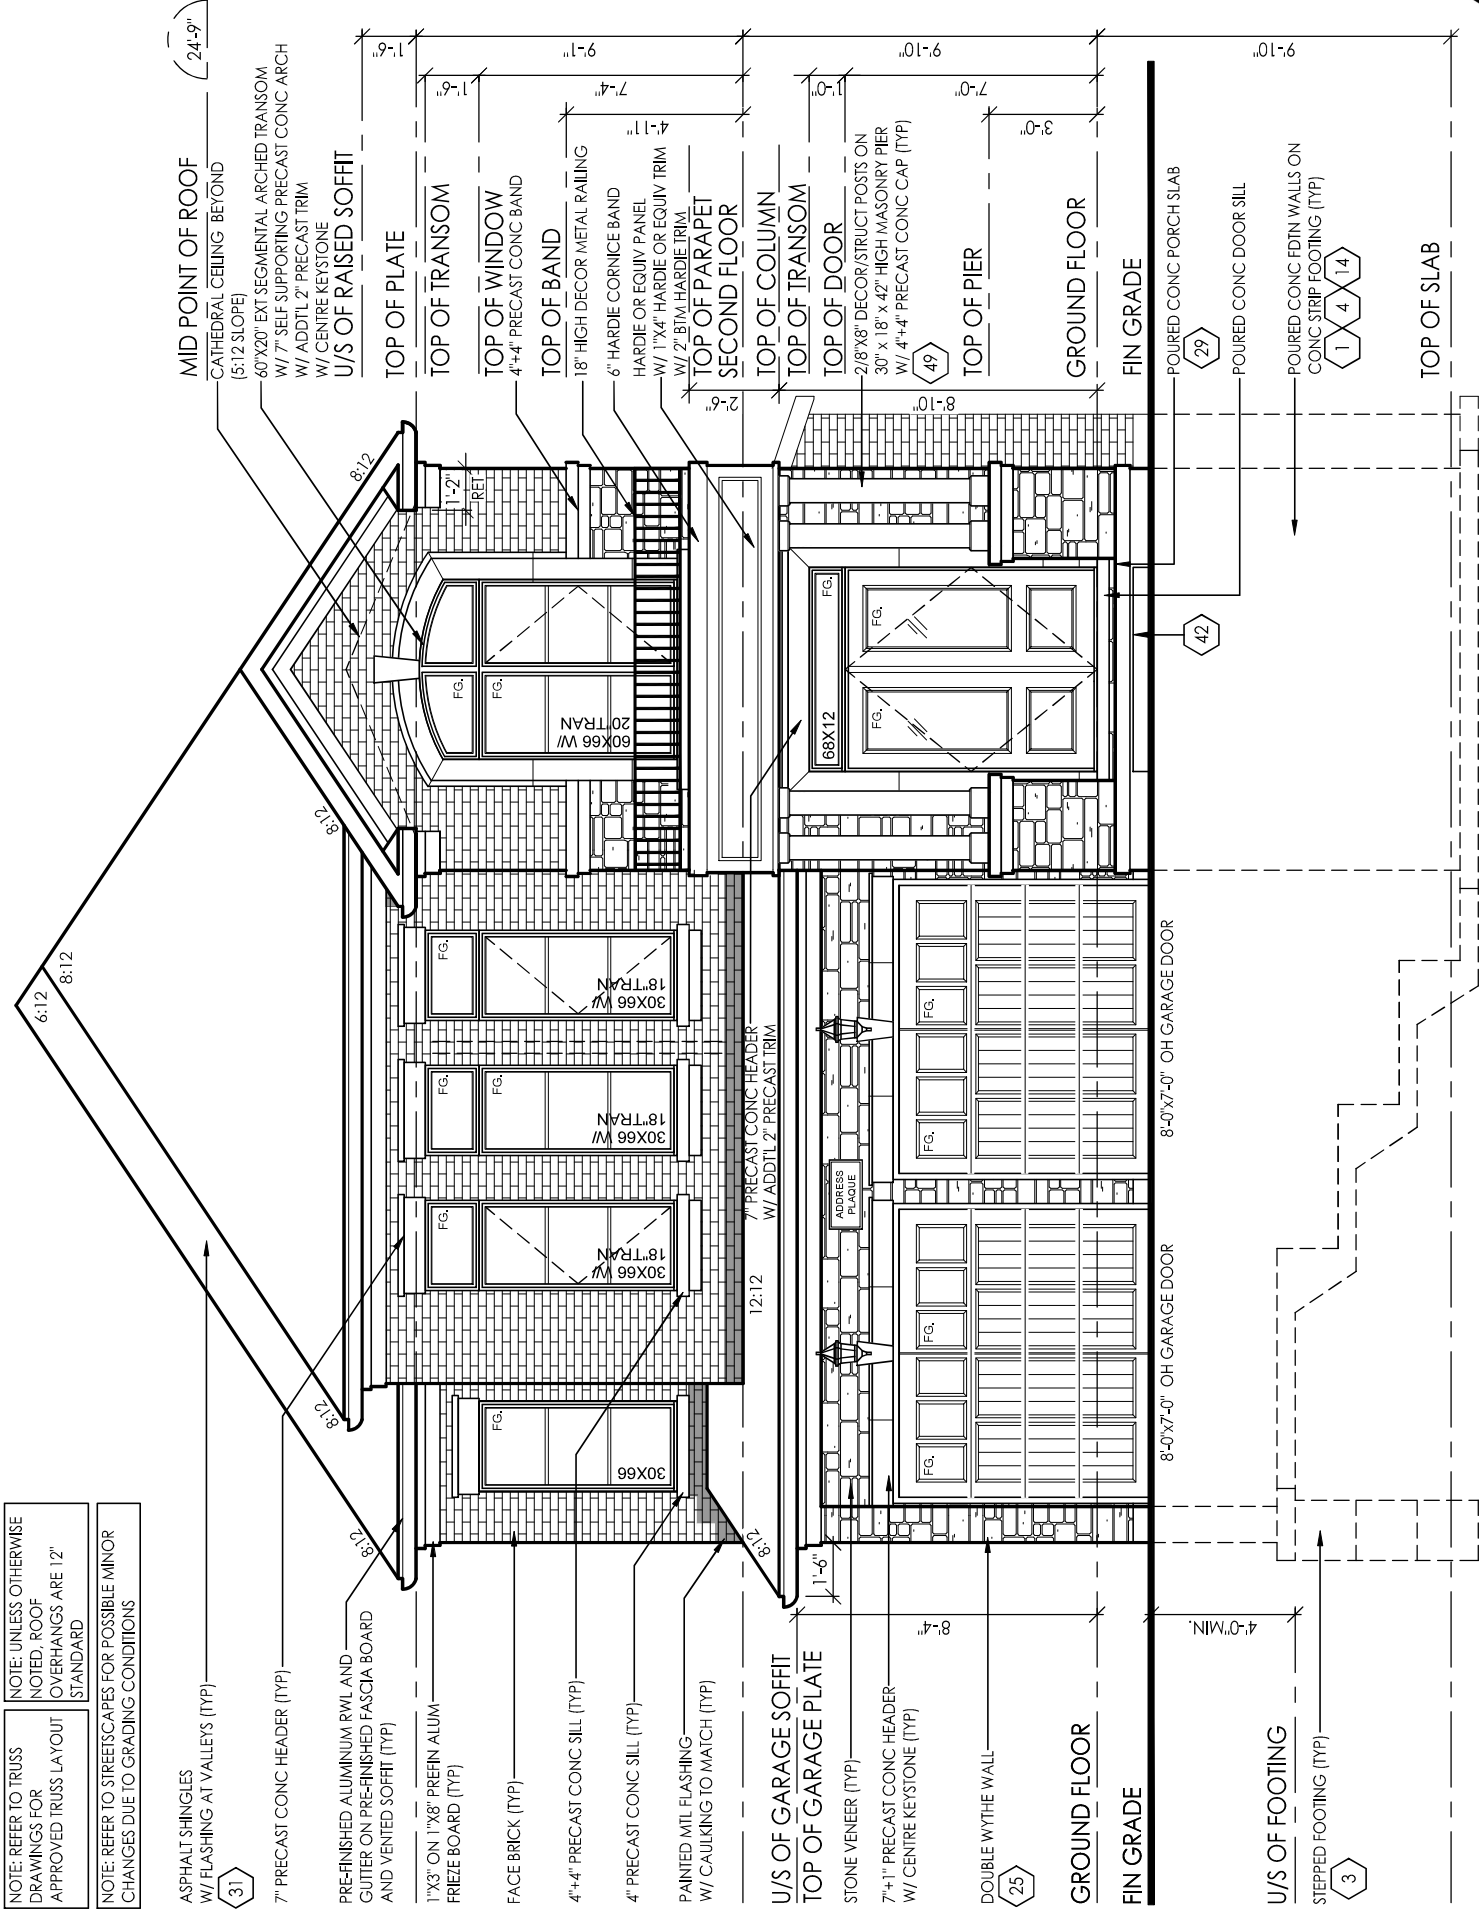 NOTE: REFER TO TRUSS
DRAWINGS FOR
APPROVED TRUSS LAYOUT
NOTE: UNLESS OTHERWISE
NOTED, ROOF
OVERHANGS ARE 12"
STANDARD
NOTE: REFER TO STREETSCAPES FOR POSSIBLE MINOR
CHANGES DUE TO GRADING CONDITIONS
ASPHALT SHINGLES
W/ FLASHING AT VALLEYS (TYP)
31
7" PRECAST CONC HEADER (TYP)
PRE-FINISHED ALUMINUM RWL AND
GUTTER ON PRE-FINISHED FASCIA BOARD
AND VENTED SOFFIT (TYP)
1"X3" ON 1"X8" PREFIN ALUM
FRIEZE BOARD (TYP)
FACE BRICK (TYP)
4"+4" PRECAST CONC SILL (TYP)
4" PRECAST CONC SILL (TYP)
PAINTED MTL FLASHING
W/ CAULKING TO MATCH (TYP)
U/S OF GARAGE SOFFIT
TOP OF GARAGE PLATE
STONE VENEER (TYP)
7"+1" PRECAST CONC HEADER
W/ CENTRE KEYSTONE (TYP)
DOUBLE WYTHE WALL
25
GROUND FLOOR
FIN GRADE
U/S OF FOOTING
STEPPED FOOTING (TYP)
3
8'-4"
4'-0"MIN.
1'-6"
6:12
8:12
8:12
8:12
8:12
8:12
8:12
12:12
FG.
30X66
FG.
30X66 W/
18"TRAN
FG.
FG.
30X66 W/
18"TRAN
FG.
30X66 W/
18"TRAN
FG.
FG.
60X66 W/
20"TRAN
1'-2"
RET
7" PRECAST CONC HEADER
W/ ADDT'L 2" PRECAST TRIM
ADDRESS
PLAQUE
FG.
FG.
FG.
FG.
8'-0"x7'-0" OH GARAGE DOOR
8'-0"x7'-0" OH GARAGE DOOR
68X12
FG.
FG.
FG.
42
MID POINT OF ROOF
24'-9"
CATHEDRAL CEILING BEYOND
(5:12 SLOPE)
60"X20" EXT SEGMENTAL ARCHED TRANSOM
W/ 7" SELF SUPPORTING PRECAST CONC ARCH
W/ ADDT'L 2" PRECAST TRIM
W/ CENTRE KEYSTONE
U/S OF RAISED SOFFIT
TOP OF PLATE
TOP OF TRANSOM
TOP OF WINDOW
4"+4" PRECAST CONC BAND
TOP OF BAND
18" HIGH DECOR METAL RAILING
6" HARDIE CORNICE BAND
HARDIE OR EQUIV PANEL
W/ 1"X4" HARDIE OR EQUIV TRIM
W/ 2" BTM HARDIE TRIM
TOP OF PARAPET
SECOND FLOOR
TOP OF COLUMN
TOP OF TRANSOM
TOP OF DOOR
2/8"X8" DECOR/STRUCT POSTS ON
30" x 18" x 42" HIGH MASONRY PIER
W/ 4"+4" PRECAST CONC CAP (TYP)
49
TOP OF PIER
GROUND FLOOR
FIN GRADE
POURED CONC PORCH SLAB
29
POURED CONC DOOR SILL
POURED CONC FDTN WALLS ON
CONC STRIP FOOTING (TYP)
1
4
14
TOP OF SLAB
1'-6"
9'-1"
9'-10"
9'-10"
1'-6"
7'-4"
1'-0"
7'-0"
4'-11"
3'-0"
2'-6"
8'-10"